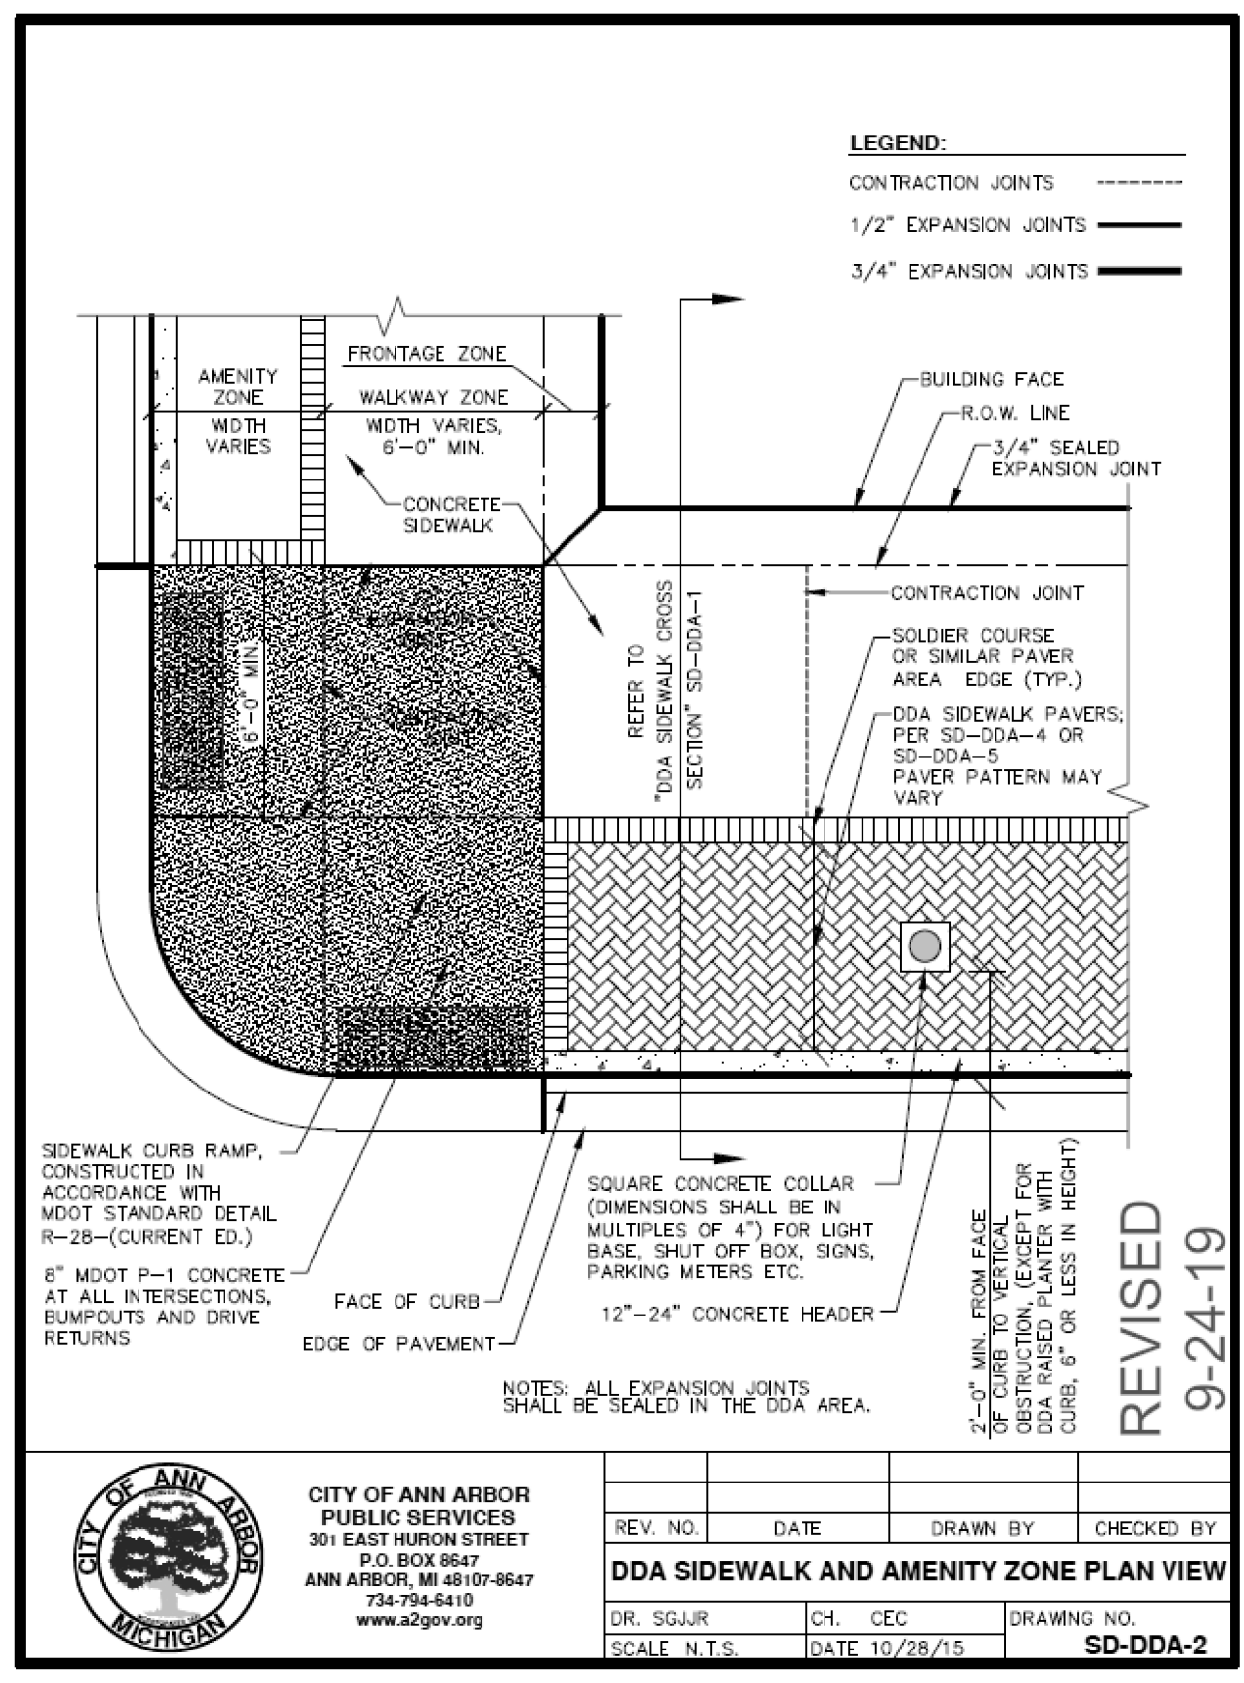 LEGEND:
CONTRACTION JOINTS
1/2" EXPANSION JOINTS
3/4" EXPANSION JOINTS
FRONTAGE ZONE
AMENITY
ZONE
WIDTH
VARIES
WALKWAY ZONE
WIDTH VARIES,
6'-0" MIN.
BUILDING FACE
R.O.W. LINE
3/4" SEALED
EXPANSION JOINT
CONCRETE
SIDEWALK
CONTRACTION JOINT
6'-0" MIN.
REFER TO
"DDA SIDEWALK CROSS
SECTION" SD-DDA-1
SOLDIER COURSE
OR SIMILAR PAVER
AREA EDGE (TYP.)
DDA SIDEWALK PAVERS;
PER SD-DDA-4 OR
SD-DDA-5
PAVER PATTERN MAY
VARY
SIDEWALK CURB RAMP,
CONSTRUCTED IN
ACCORDANCE WITH
MDOT STANDARD DETAIL
R-28-(CURRENT ED.)
8" MDOT P-1 CONCRETE
AT ALL INTERSECTIONS,
BUMPOUTS AND DRIVE
RETURNS
FACE OF CURB
EDGE OF PAVEMENT
SQUARE CONCRETE COLLAR
(DIMENSIONS SHALL BE IN
MULTIPLES OF 4") FOR LIGHT
BASE, SHUT OFF BOX, SIGNS,
PARKING METERS ETC.
12"-24" CONCRETE HEADER
2'-0" MIN. FROM FACE
OF CURB TO VERTICAL
OBSTRUCTION, (EXCEPT FOR
DDA RAISED PLANTER WITH
CURB, 6" OR LESS IN HEIGHT)
REVISED
9-24-19
NOTES: ALL EXPANSION JOINTS
SHALL BE SEALED IN THE DDA AREA.
CITY OF ANN ARBOR
MICHIGAN
CITY OF ANN ARBOR
PUBLIC SERVICES
301 EAST HURON STREET
P.O. BOX 8647
ANN ARBOR, MI 48107-8647
734-794-6410
www.a2gov.org
REV. NO. DATE DRAWN BY CHECKED BY
DDA SIDEWALK AND AMENITY ZONE PLAN VIEW
DR. SGJJR CH. CEC DRAWING NO.
SCALE N.T.S. DATE 10/28/15 SD-DDA-2